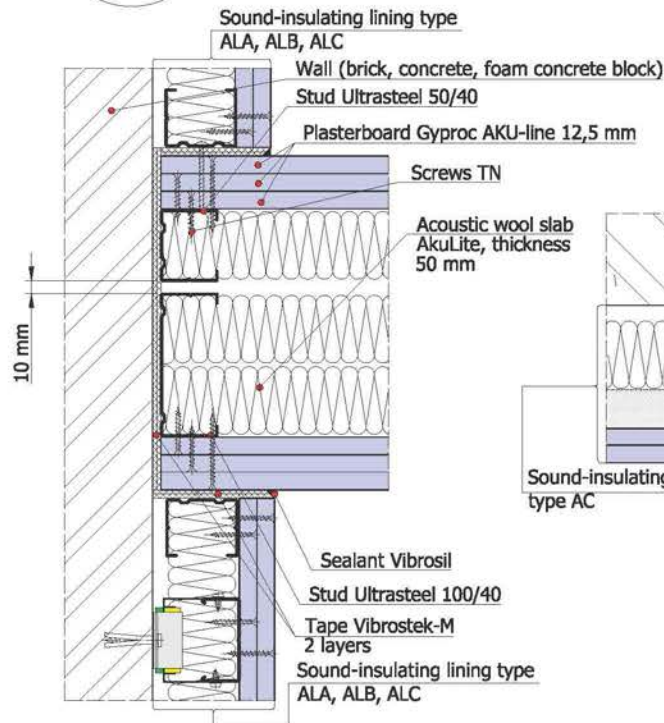 Sound-insulating lining type
ALA, ALB, ALC
Wall (brick, concrete, foam concrete block)
Stud Ultrasteel 50/40
Plasterboard Gyproc AKU-line 12,5 mm
Screws TN
Acoustic wool slab
AkuLite, thickness
50 mm
10 mm
Sound-insulating
type AC
Sealant Vibrosil
Stud Ultrasteel 100/40
Tape Vibrostek-M
2 layers
Sound-insulating lining type
ALA, ALB, ALC